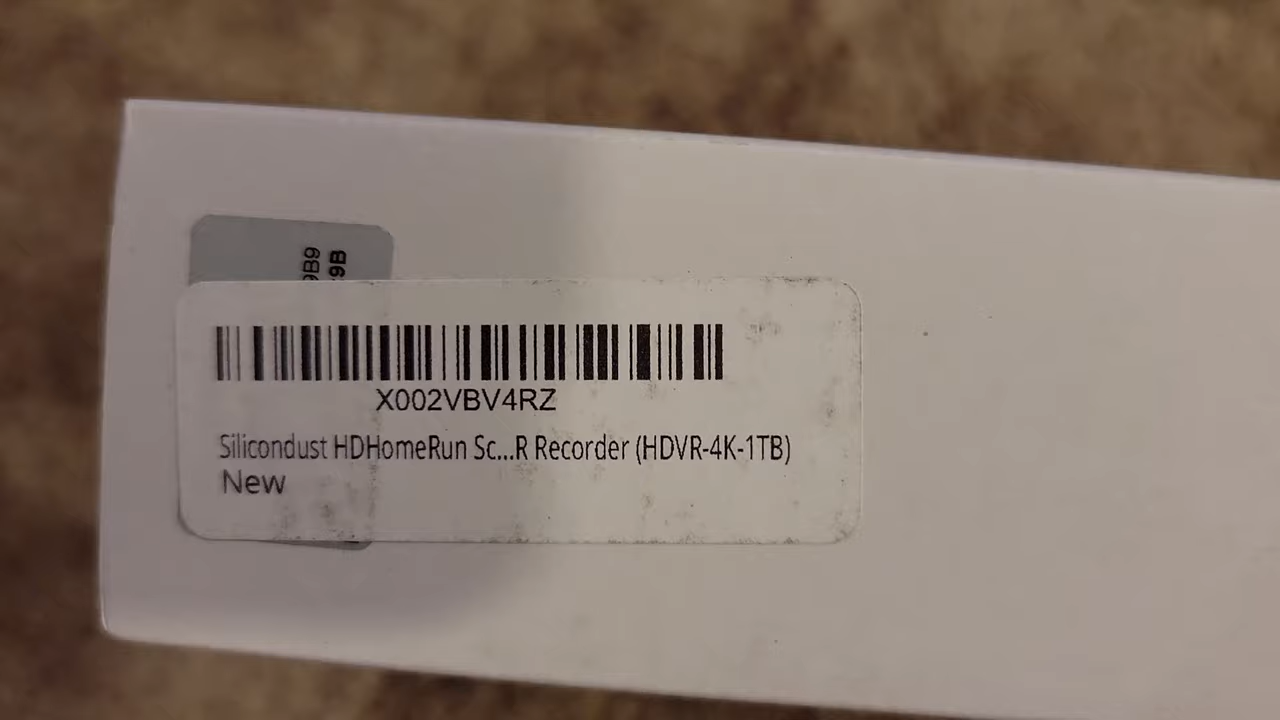 X002VBV4RZ
Silicondust HDHomeRun Sc...R Recorder (HDVR-4K-1TB)
New